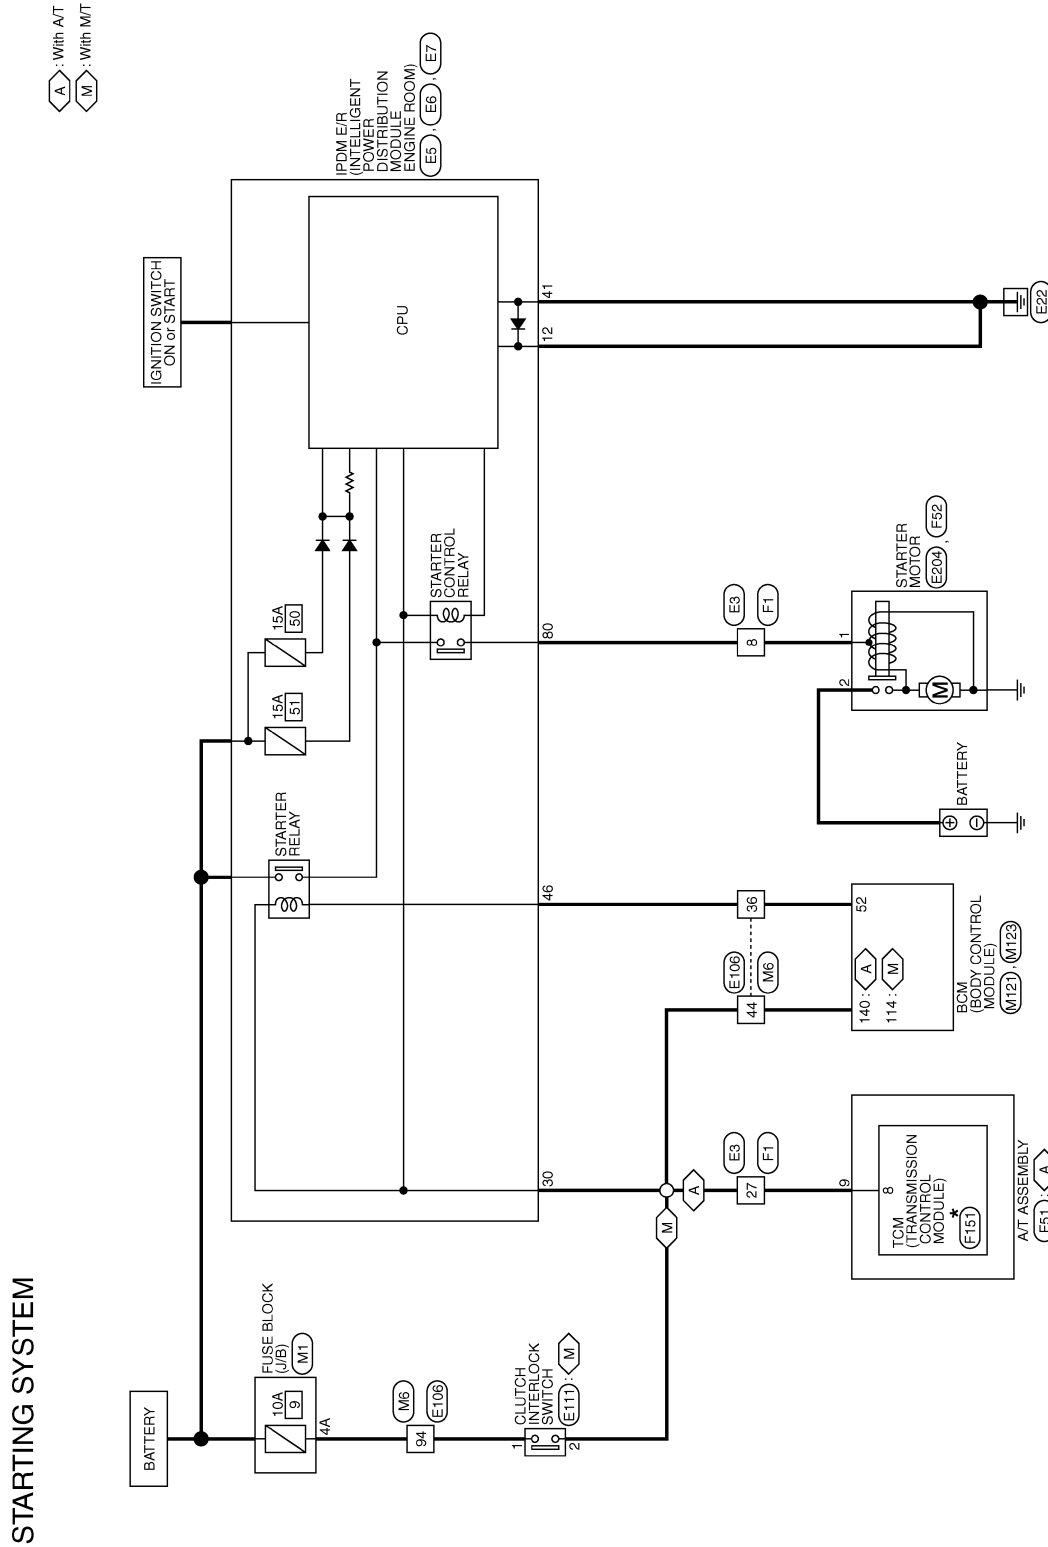 STARTING SYSTEM
A : With A/T
M : With M/T
BATTERY
FUSE BLOCK
(J/B)
M1
10A
9
4A
94
M6
E106
CLUTCH
INTERLOCK
SWITCH
E111 : M
1
2
M
A
IGNITION SWITCH
ON or START
IPDM E/R
(INTELLIGENT
POWER
DISTRIBUTION
MODULE
ENGINE ROOM)
E5 , E6 , E7
CPU
15A
51
15A
50
STARTER
RELAY
STARTER
CONTROL
RELAY
30
46
80
12
41
27
E3
F1
9
8
TCM
(TRANSMISSION
CONTROL
MODULE)
*
F151
A/T ASSEMBLY
F51 : A
44
E106
M6
36
140 : A
114 : M
52
BCM
(BODY CONTROL
MODULE)
M121 , M123
BATTERY
+
−
8
E3
F1
2
1
M
STARTER
MOTOR
E204 , F52
E22